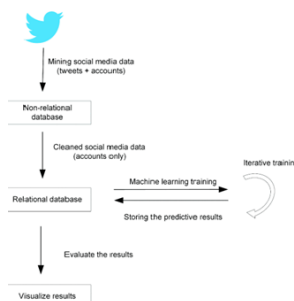 Mining social media data
(tweets + accounts)
Non-relational
database
Cleaned social media data
(accounts only)
Iterative trainin
Machine learning training
Relational database
Storing the predictive results
Evaluate the results
Visualize results